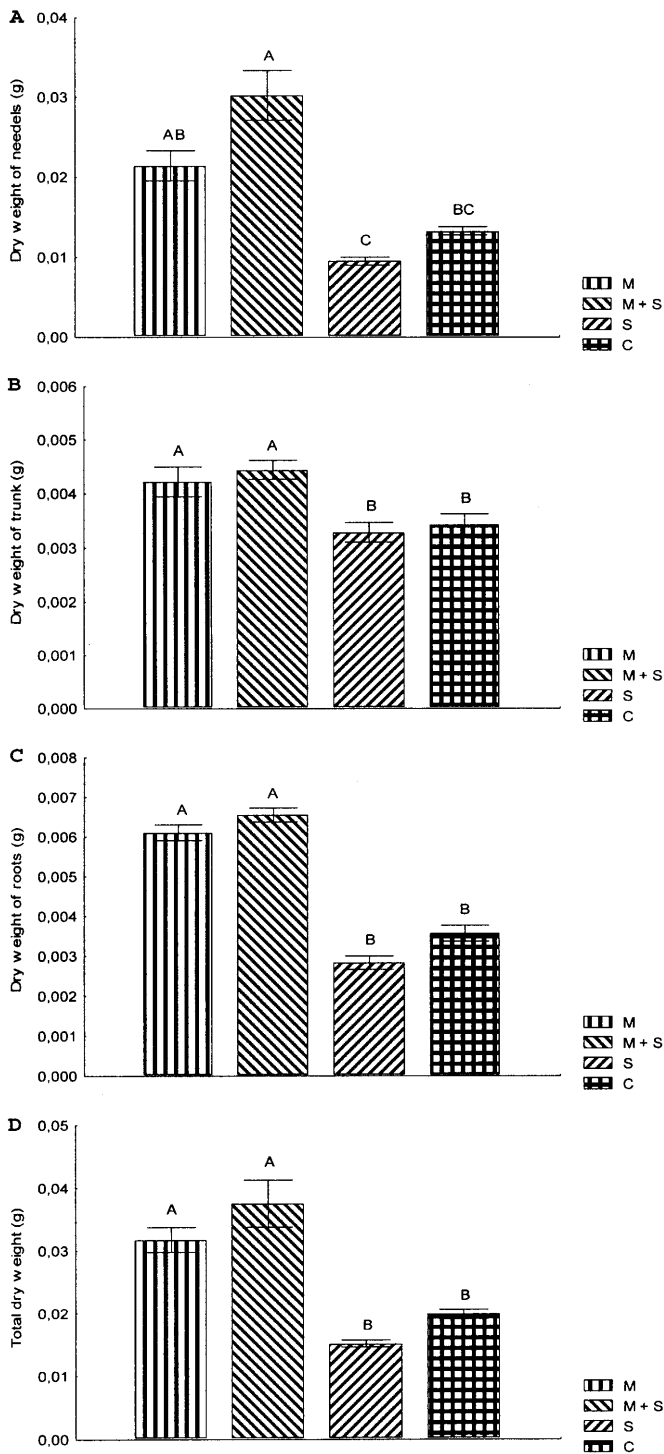 A
Dry weight of needels (g)
0,04
0,03
0,02
0,01
0,00
AB
A
C
BC
M
M + S
S
C
B
Dry weight of trunk (g)
0,006
0,005
0,004
0,003
0,002
0,001
0,000
A
A
B
B
M
M + S
S
C
C
Dry weight of roots (g)
0,008
0,007
0,006
0,005
0,004
0,003
0,002
0,001
0,000
A
A
B
B
M
M + S
S
C
D
Total dry weight (g)
0,05
0,04
0,03
0,02
0,01
0,00
A
A
B
B
M
M + S
S
C